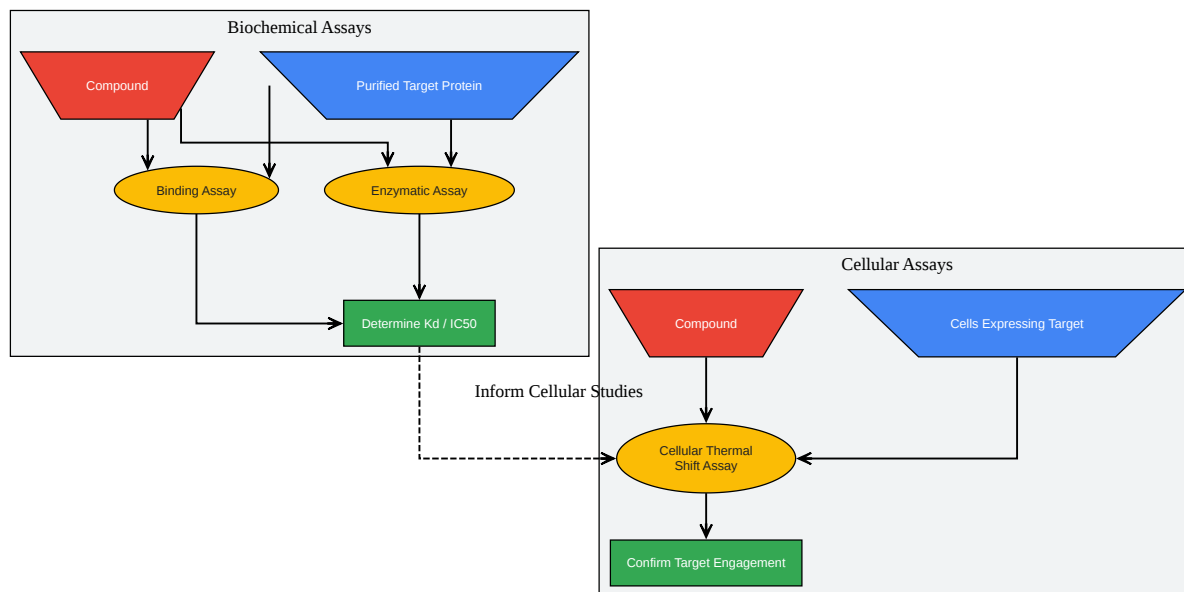 Biochemical Assays
Compound
Purified Target Protein
Binding Assay
Enzymatic Assay
Determine Kd / IC50
Inform Cellular Studies
Cellular Assays
Compound
Cells Expressing Target
Cellular Thermal
Shift Assay
Confirm Target Engagement